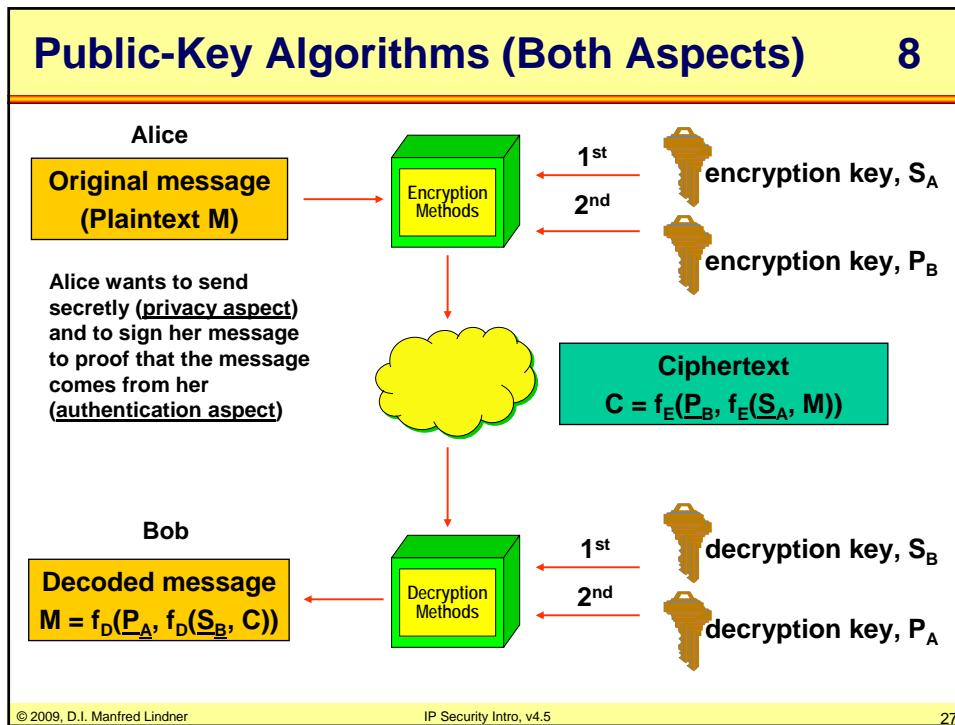 Public-Key Algorithms (Both Aspects) 8
Alice
Original message
(Plaintext M)
Encryption
Methods
1st
2nd
encryption key, SA
encryption key, PB
Alice wants to send
secretly (privacy aspect)
and to sign her message
to proof that the message
comes from her
(authentication aspect)
Ciphertext
C = fE(PB, fE(SA, M))
Bob
Decoded message
M = fD(PA, fD(SB, C))
Decryption
Methods
1st
2nd
decryption key, SB
decryption key, PA
© 2009, D.I. Manfred Lindner
IP Security Intro, v4.5
27